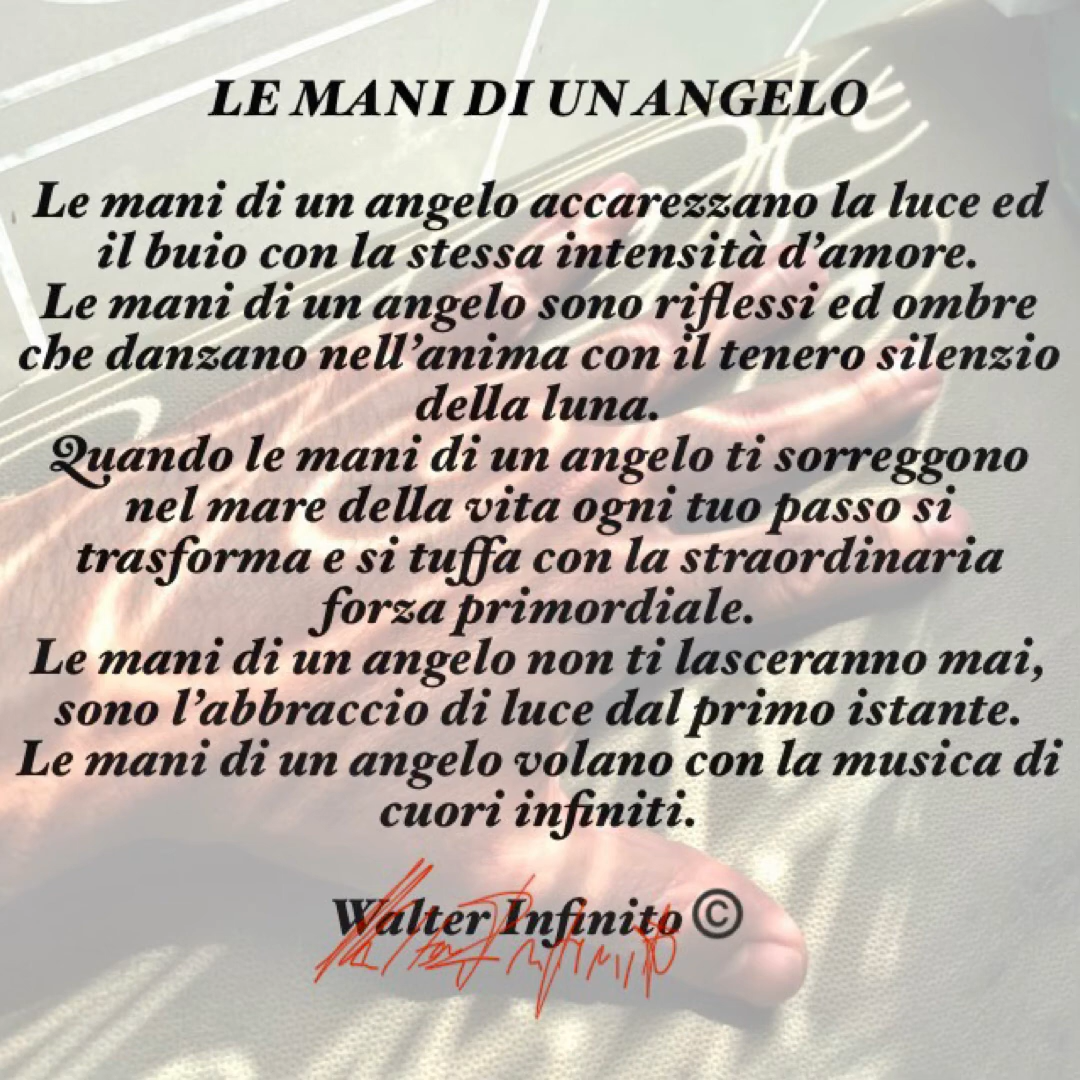 LE MANI DI UN ANGELO
Le mani di un angelo accarezzano la luce ed
il buio con la stessa intensità d’amore.
Le mani di un angelo sono riflessi ed ombre
che danzano nell’anima con il tenero silenzio
della luna.
Quando le mani di un angelo ti sorreggono
nel mare della vita ogni tuo passo si
trasforma e si tuffa con la straordinaria
forza primordiale.
Le mani di un angelo non ti lasceranno mai,
sono l’abbraccio di luce dal primo istante.
Le mani di un angelo volano con la musica di
cuori infiniti.
Walter Infinito ©
Walter Infinito